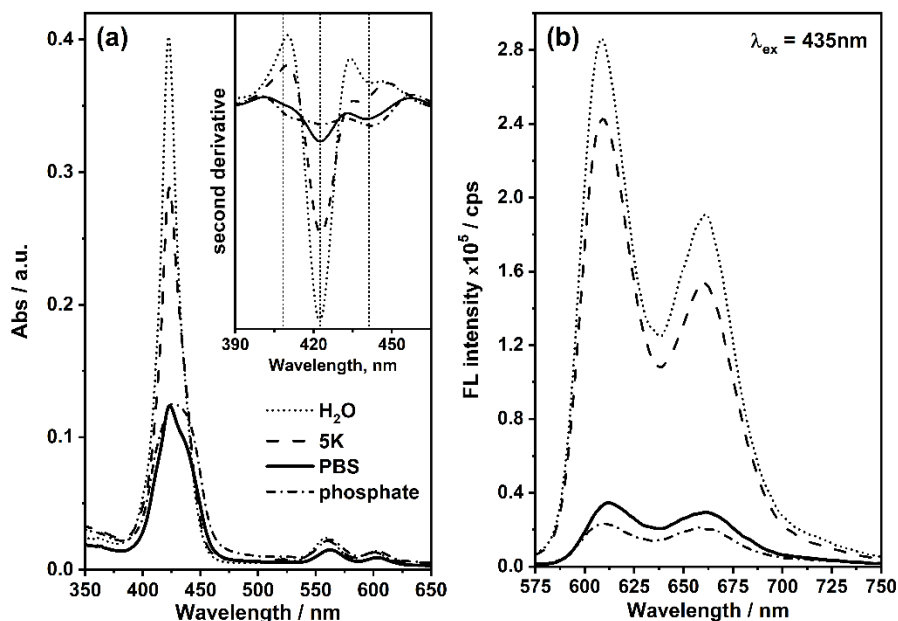 (a)
0.4
0.3
0.2
0.1
0.0
Abs / a.u.
350 400 450 500 550 600 650
Wavelength / nm
second derivative
390 420 450
Wavelength, nm
H₂O
5K
PBS
phosphate
(b)
λex = 435nm
2.8
2.4
2.0
1.6
1.2
0.8
0.4
0.0
FL intensity x10⁵ / cps
575 600 625 650 675 700 725 750
Wavelength / nm